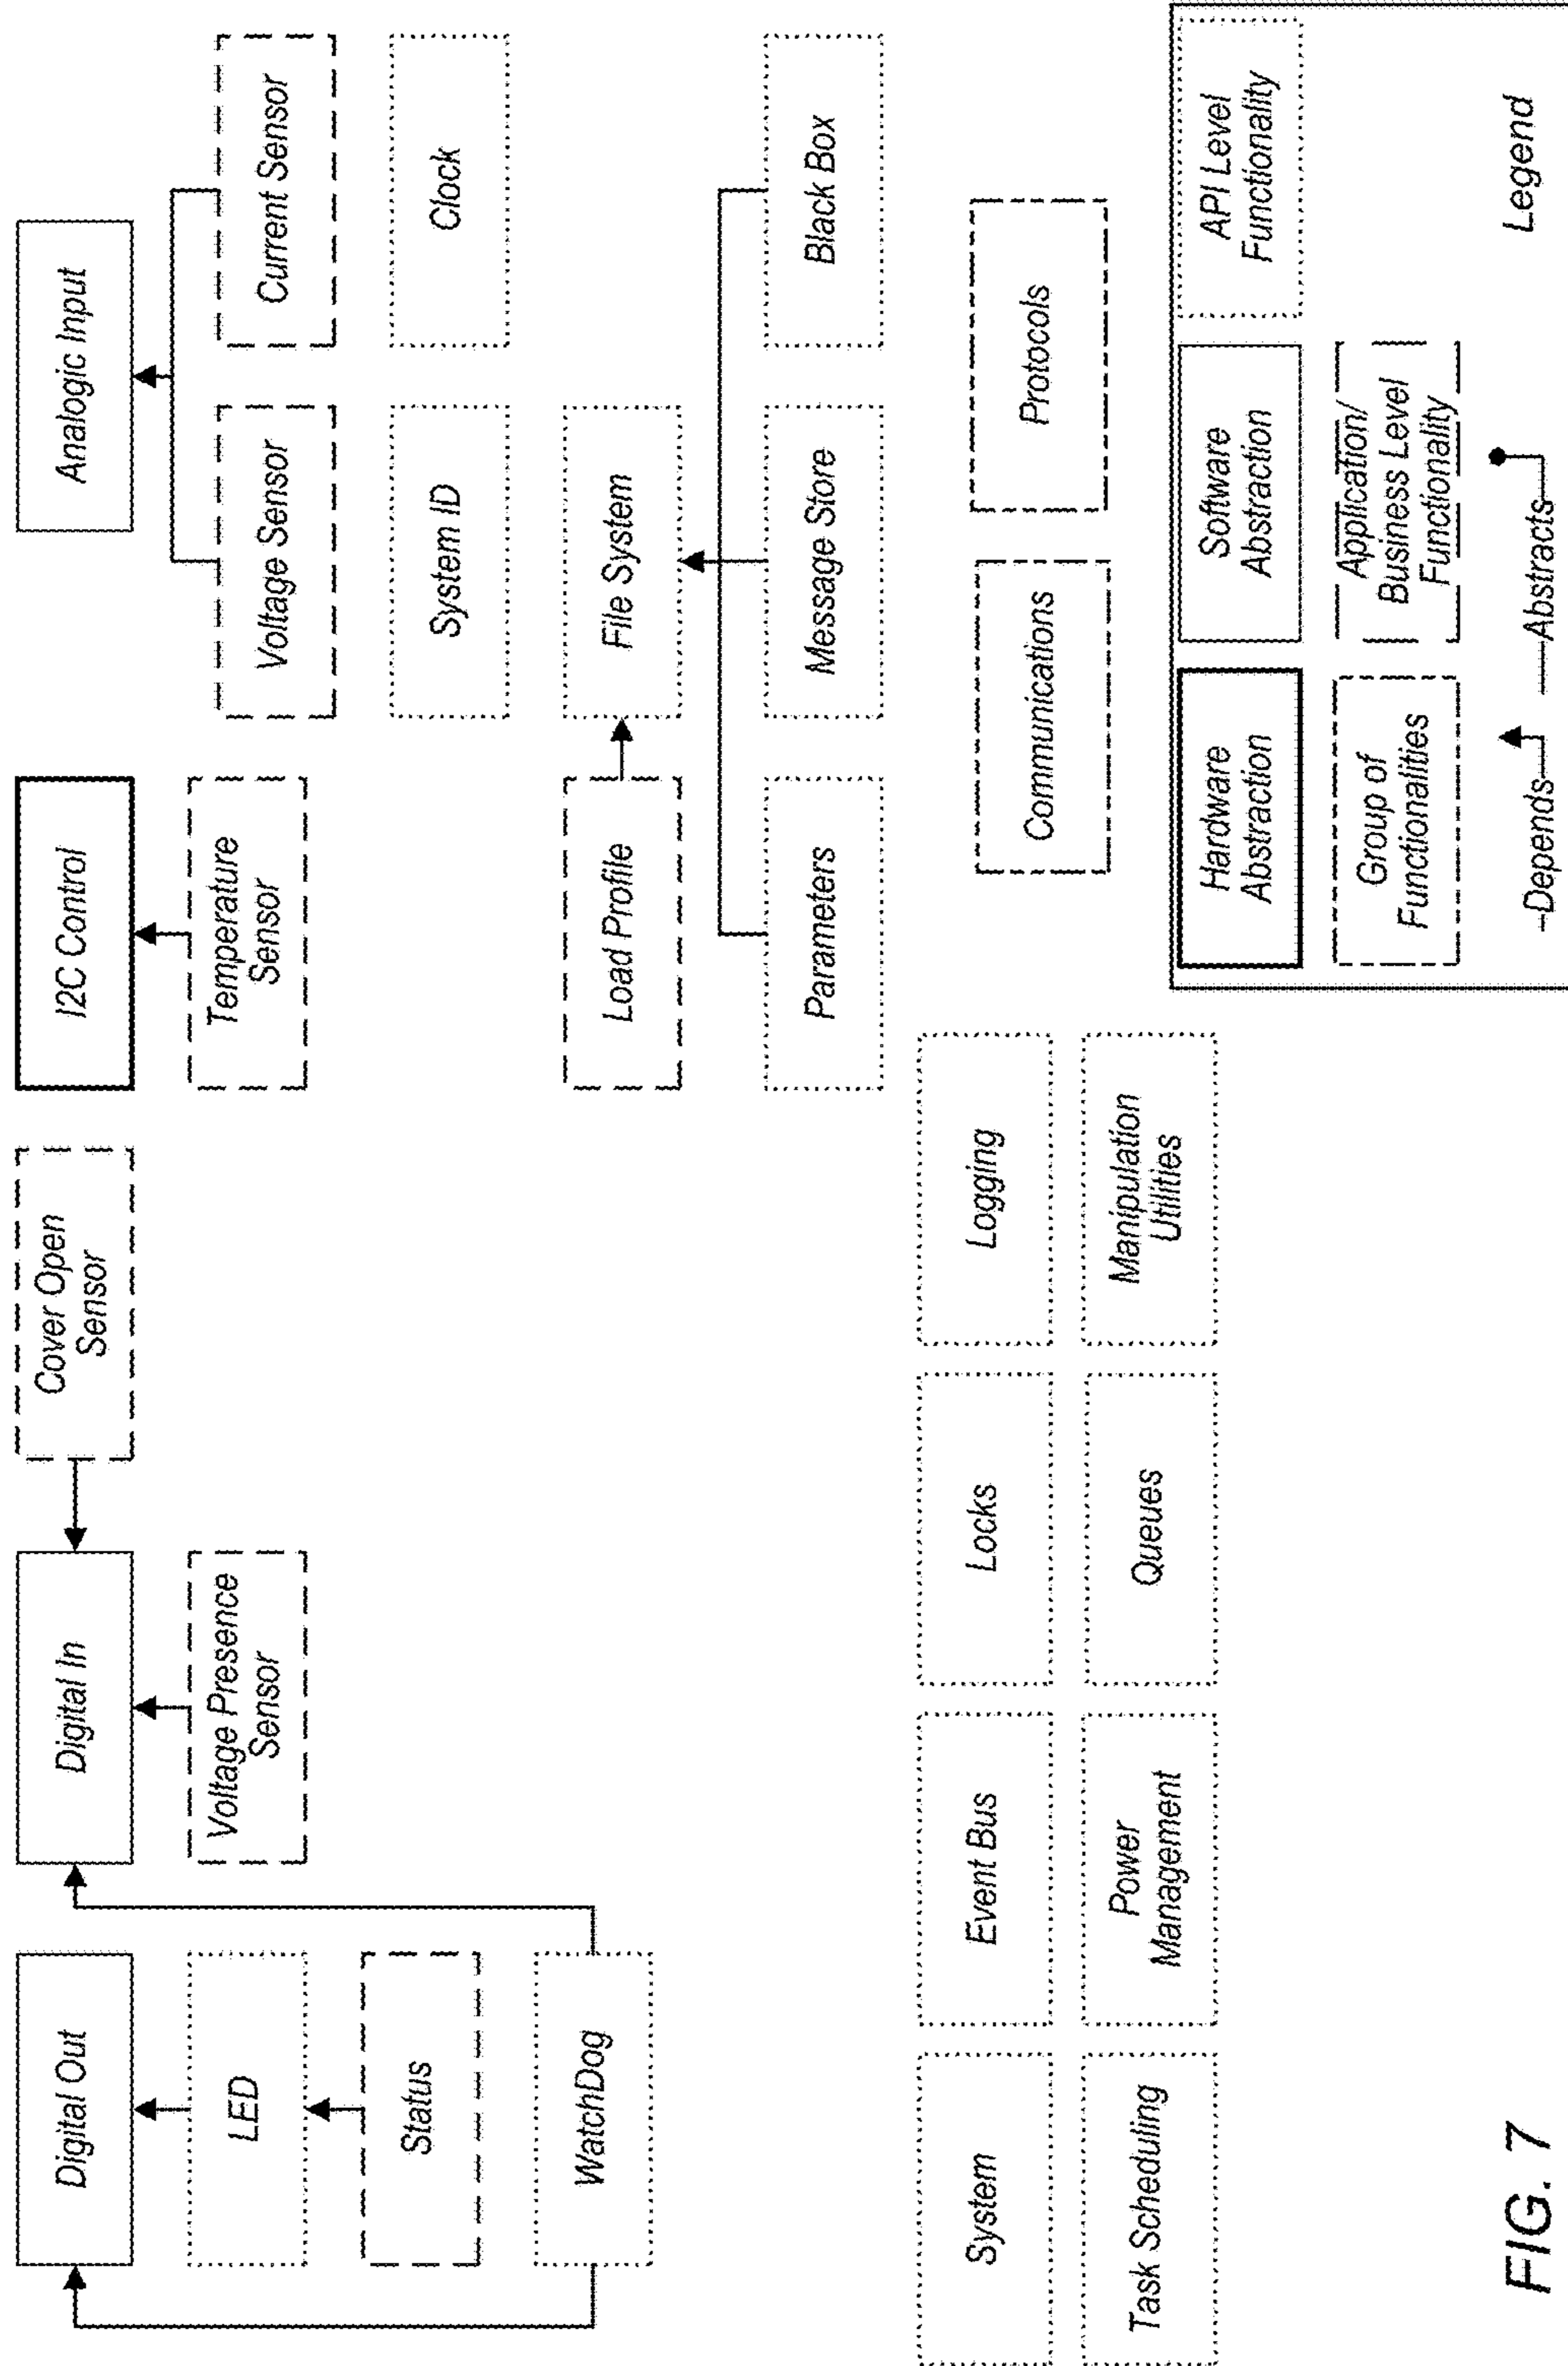 Digital Out
Digital In
Cover Open
Sensor
I2C Control
Analogic Input
LED
Voltage Presence
Sensor
Temperature
Sensor
Voltage Sensor
Current Sensor
Status
System ID
Clock
WatchDog
Load Profile
File System
Parameters
Message Store
Black Box
System
Event Bus
Locks
Logging
Communications
Protocols
Task Scheduling
Power
Management
Queues
Manipulation
Utilities
Hardware
Abstraction
Software
Abstraction
API Level
Functionality
Group of
Functionalities
Application/
Business Level
Functionality
Depends
Abstracts
Legend
FIG. 7